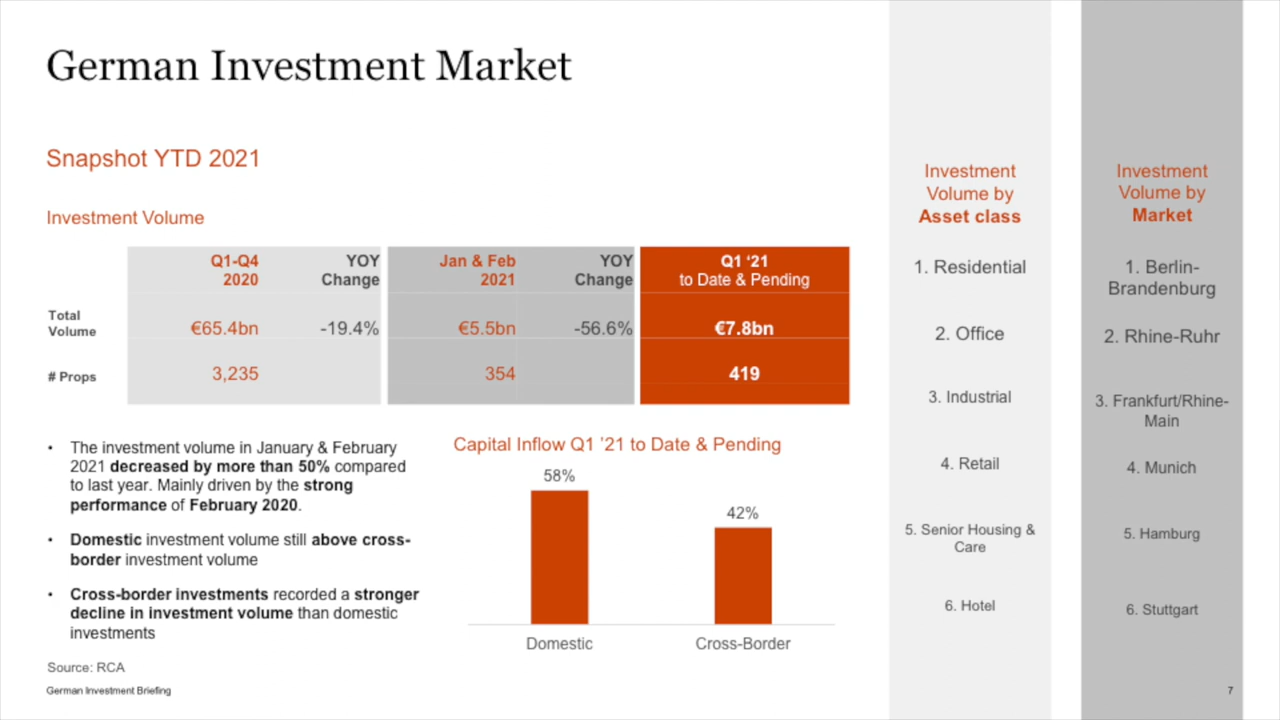 German Investment Market
Snapshot YTD 2021
Investment Volume
Q1-Q4
2020
YOY
Change
Jan & Feb
2021
YOY
Change
Q1 ‘21
to Date & Pending
Total
Volume
€65.4bn
-19.4%
€5.5bn
-56.6%
€7.8bn
# Props
3,235
354
419
• The investment volume in January & February
2021 decreased by more than 50% compared
to last year. Mainly driven by the strong
performance of February 2020.
• Domestic investment volume still above cross-
border investment volume
• Cross-border investments recorded a stronger
decline in investment volume than domestic
investments
Capital Inflow Q1 ’21 to Date & Pending
58%
42%
Domestic
Cross-Border
Source: RCA
German Investment Briefing
Investment
Volume by
Asset class
1. Residential
2. Office
3. Industrial
4. Retail
5. Senior Housing &
Care
6. Hotel
Investment
Volume by
Market
1. Berlin-
Brandenburg
2. Rhine-Ruhr
3. Frankfurt/Rhine-
Main
4. Munich
5. Hamburg
6. Stuttgart
7